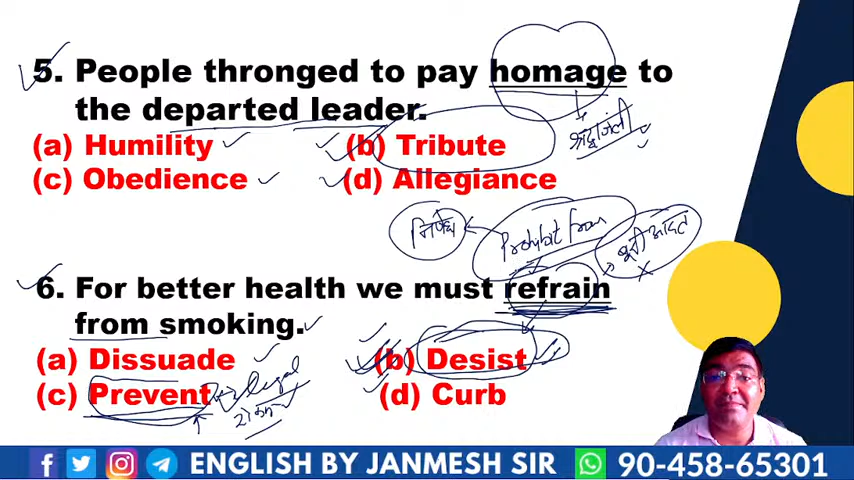 5. People thronged to pay homage to
the departed leader.
(a) Humility (b) Tribute
श्रद्धांजली
(c) Obedience (d) Allegiance
निषेध Prohibit from बुरी आदत
6. For better health we must refrain
from smoking.
(a) Dissuade (b) Desist
(c) Prevent legal (d) Curb
ENGLISH BY JANMESH SIR 90-458-65301